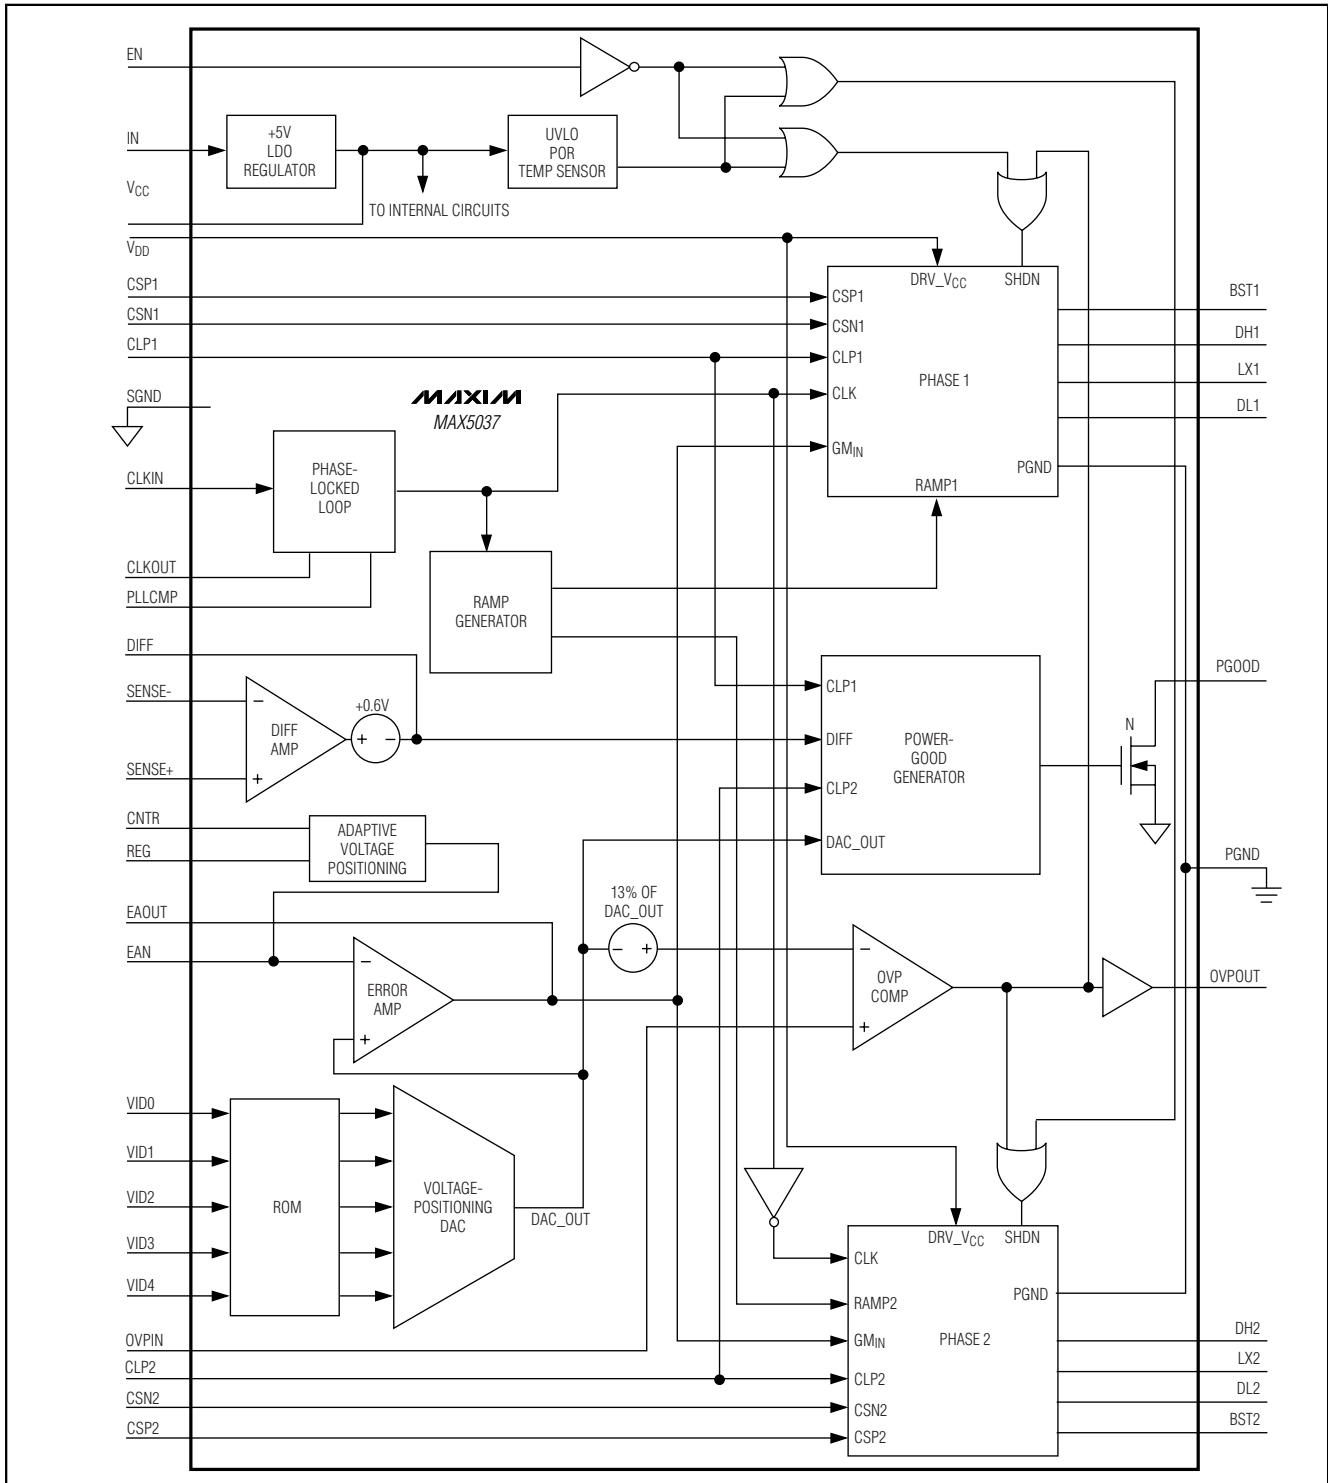 EN
IN
VCC
VDD
CSP1
CSN1
CLP1
SGND
CLKIN
CLKOUT
PLLCMP
DIFF
SENSE-
SENSE+
CNTR
REG
EAOUT
EAN
VID0
VID1
VID2
VID3
VID4
OVPIN
CLP2
CSN2
CSP2
+5V
LDO
REGULATOR
TO INTERNAL CIRCUITS
UVLO
POR
TEMP SENSOR
MAXIM
MAX5037
PHASE-
LOCKED
LOOP
RAMP
GENERATOR
DIFF
AMP
-
+
+0.6V
+ -
ADAPTIVE
VOLTAGE
POSITIONING
ERROR
AMP
-
+
13% OF
DAC_OUT
- +
ROM
VOLTAGE-
POSITIONING
DAC
DAC_OUT
DRV_VCC
SHDN
CSP1
CSN1
CLP1
CLK
GMIN
PHASE 1
PGND
RAMP1
CLP1
DIFF
CLP2
DAC_OUT
POWER-
GOOD
GENERATOR
N
OVP
COMP
-
+
DRV_VCC
SHDN
CLK
RAMP2
GMIN
CLP2
CSN2
CSP2
PHASE 2
PGND
BST1
DH1
LX1
DL1
PGOOD
PGND
OVPOUT
DH2
LX2
DL2
BST2